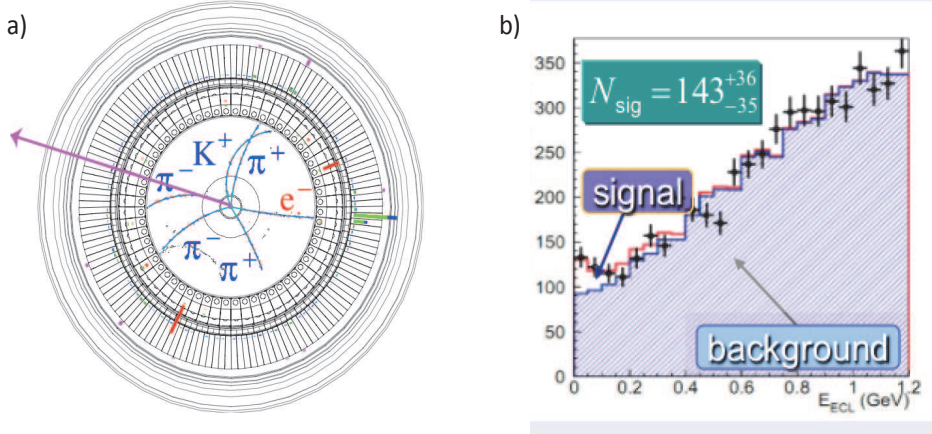 a)
K⁺
π⁺
π⁻
e⁻
π⁻
π⁺
b)
350
300
250
200
150
100
50
0
N_sig = 143 +36 −35
signal
background
0 0.2 0.4 0.6 0.8 1 1.2
E_ECL (GeV)